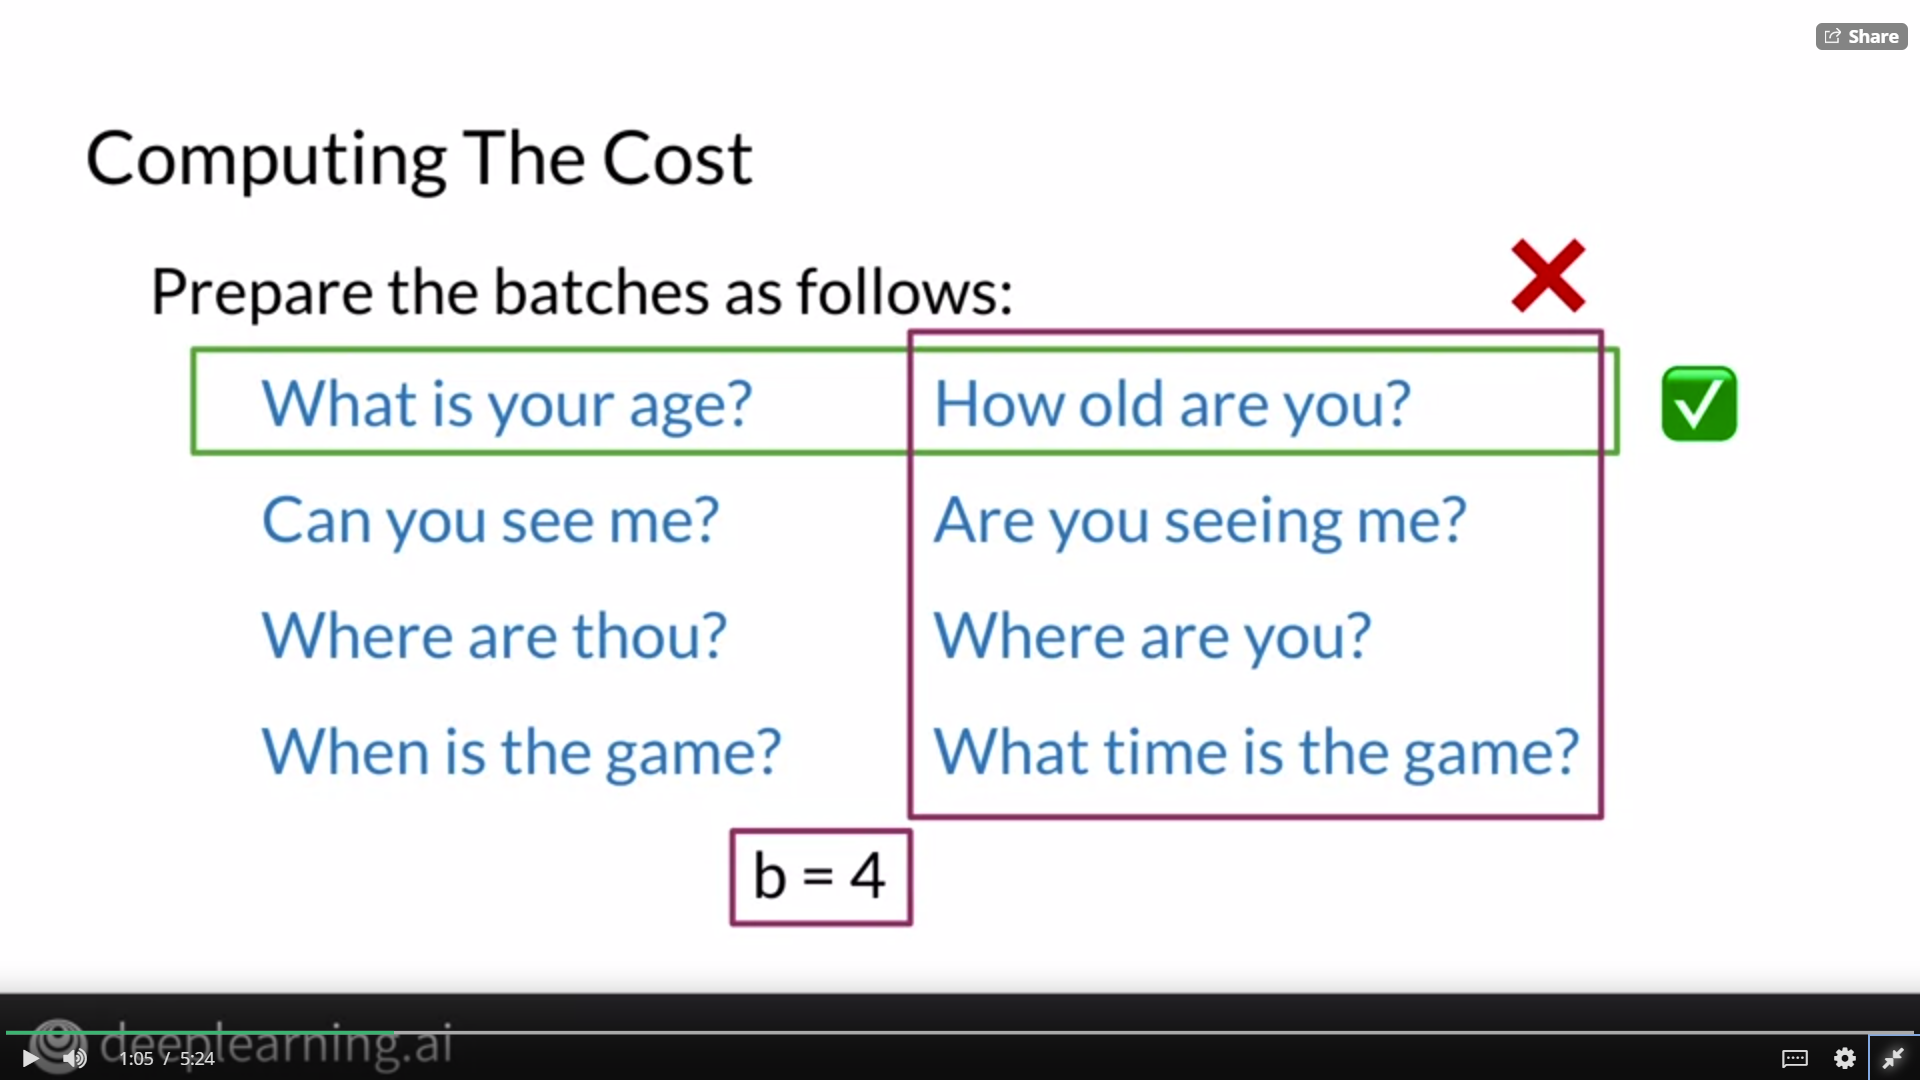 Share
Computing The Cost
Prepare the batches as follows:
What is your age? How old are you?
Can you see me? Are you seeing me?
Where are thou? Where are you?
When is the game? What time is the game?
b = 4
deeplearning.ai
1:05 / 5:24